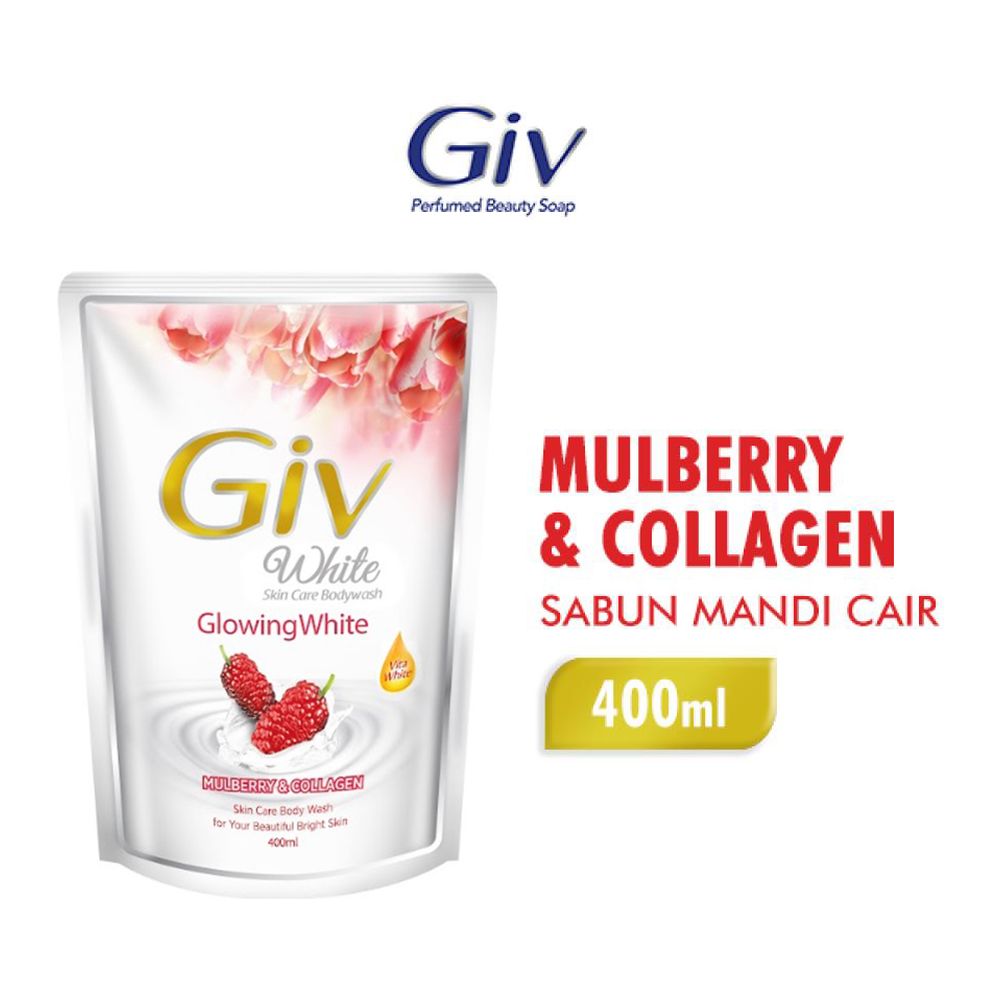 Giv
Perfumed Beauty Soap
Giv
White
Skin Care Bodywash
GlowingWhite
Vita
White
MULBERRY & COLLAGEN
Skin Care Body Wash
for Your Beautiful Bright Skin
400ml
MULBERRY
& COLLAGEN
SABUN MANDI CAIR
400ml